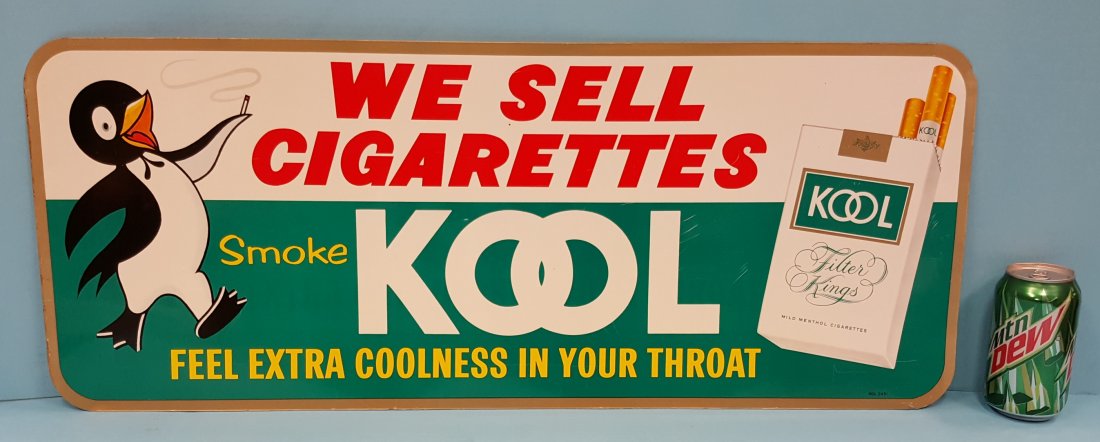 WE SELL
CIGARETTES
Smoke KOOL
FEEL EXTRA COOLNESS IN YOUR THROAT
KOOL
KOOL
Filter
Kings
MILD MENTHOL CIGARETTES
Mtn
DEW